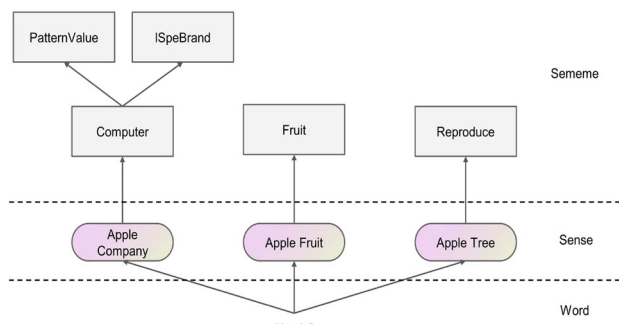 PatternValue
ISpeBrand
Sememe
Computer
Fruit
Reproduce
Apple
Company
Apple Fruit
Apple Tree
Sense
Word